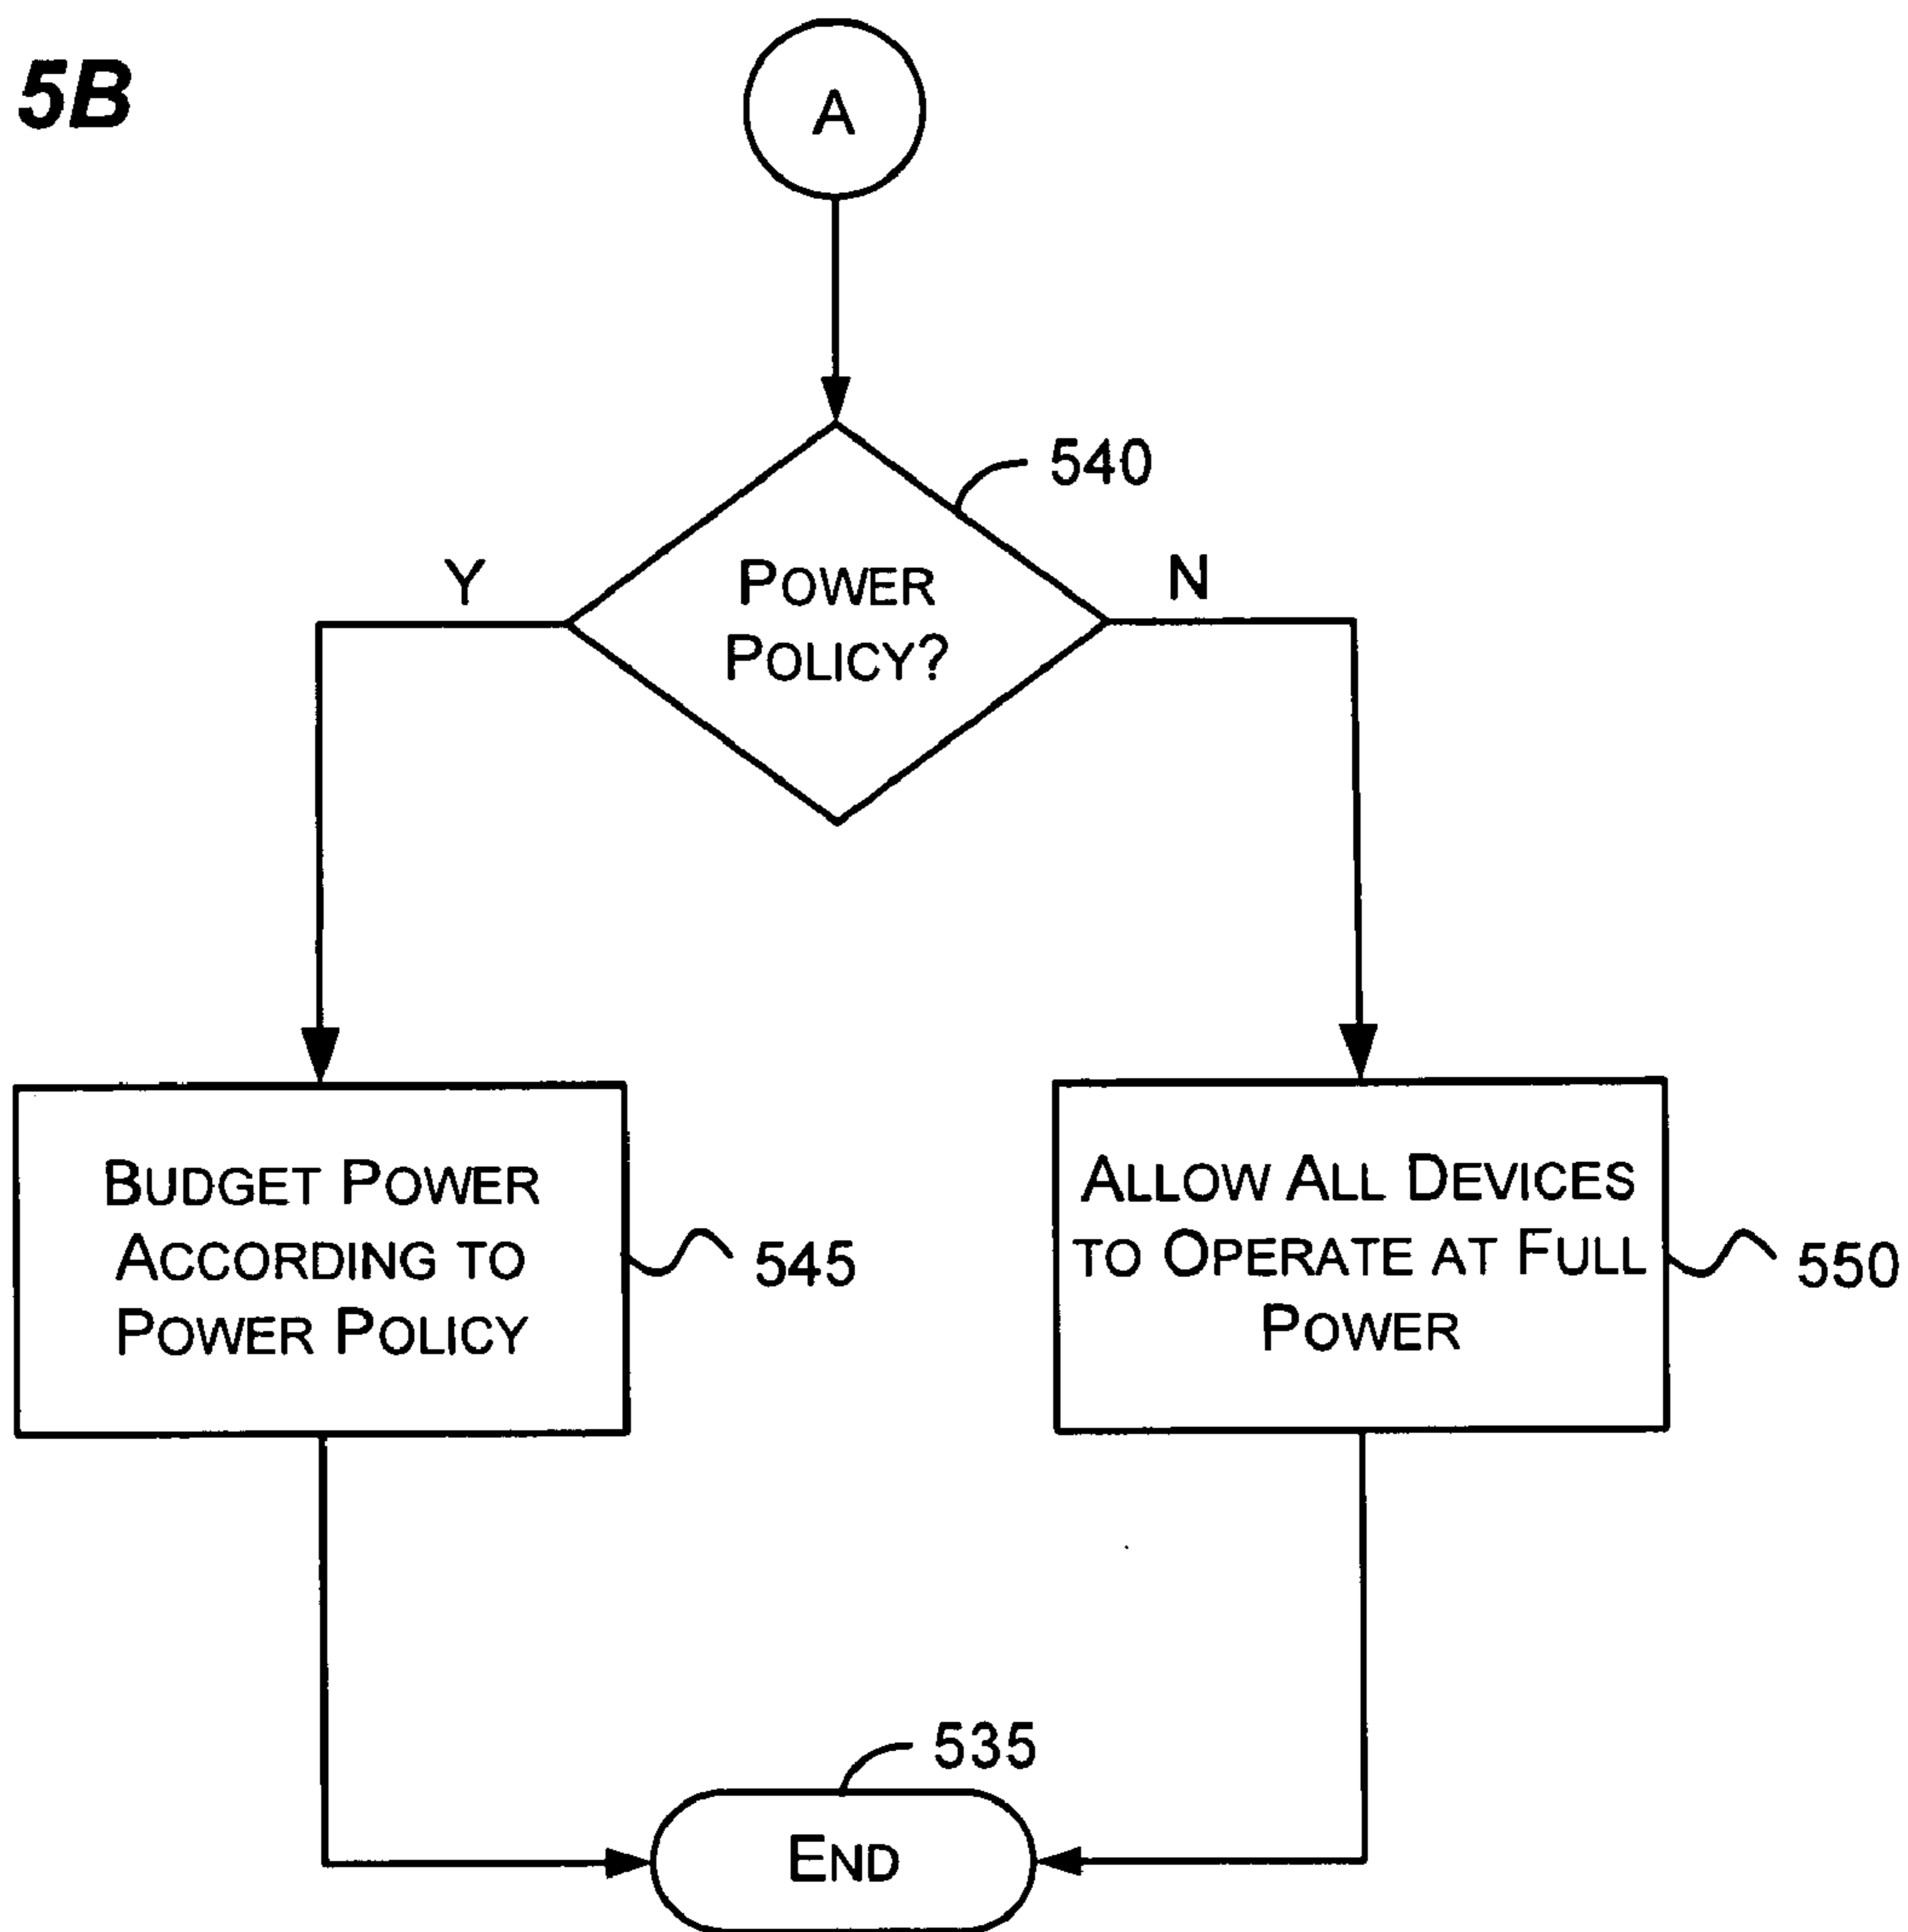 5B
A
540
Y
N
POWER
POLICY?
BUDGET POWER
ACCORDING TO
POWER POLICY
545
ALLOW ALL DEVICES
TO OPERATE AT FULL
POWER
550
535
END